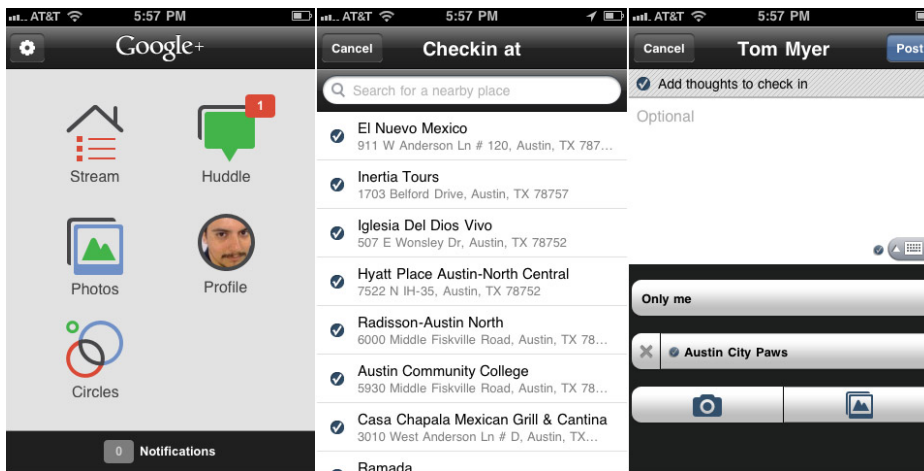 AT&T 5:57 PM
Google+
1
Stream
Huddle
Photos
Profile
Circles
0 Notifications
AT&T 5:57 PM
Cancel Checkin at
Search for a nearby place
El Nuevo Mexico
911 W Anderson Ln # 120, Austin, TX 787...
Inertia Tours
1703 Belford Drive, Austin, TX 78757
Iglesia Del Dios Vivo
507 E Wonsley Dr, Austin, TX 78752
Hyatt Place Austin-North Central
7522 N IH-35, Austin, TX 78752
Radisson-Austin North
6000 Middle Fiskville Road, Austin, TX 78...
Austin Community College
5930 Middle Fiskville Road, Austin, TX 78...
Casa Chapala Mexican Grill & Cantina
3010 West Anderson Ln # D, Austin, TX...
Ramada
AT&T 5:57 PM
Cancel Tom Myer Post
Add thoughts to check in
Optional
Only me
Austin City Paws